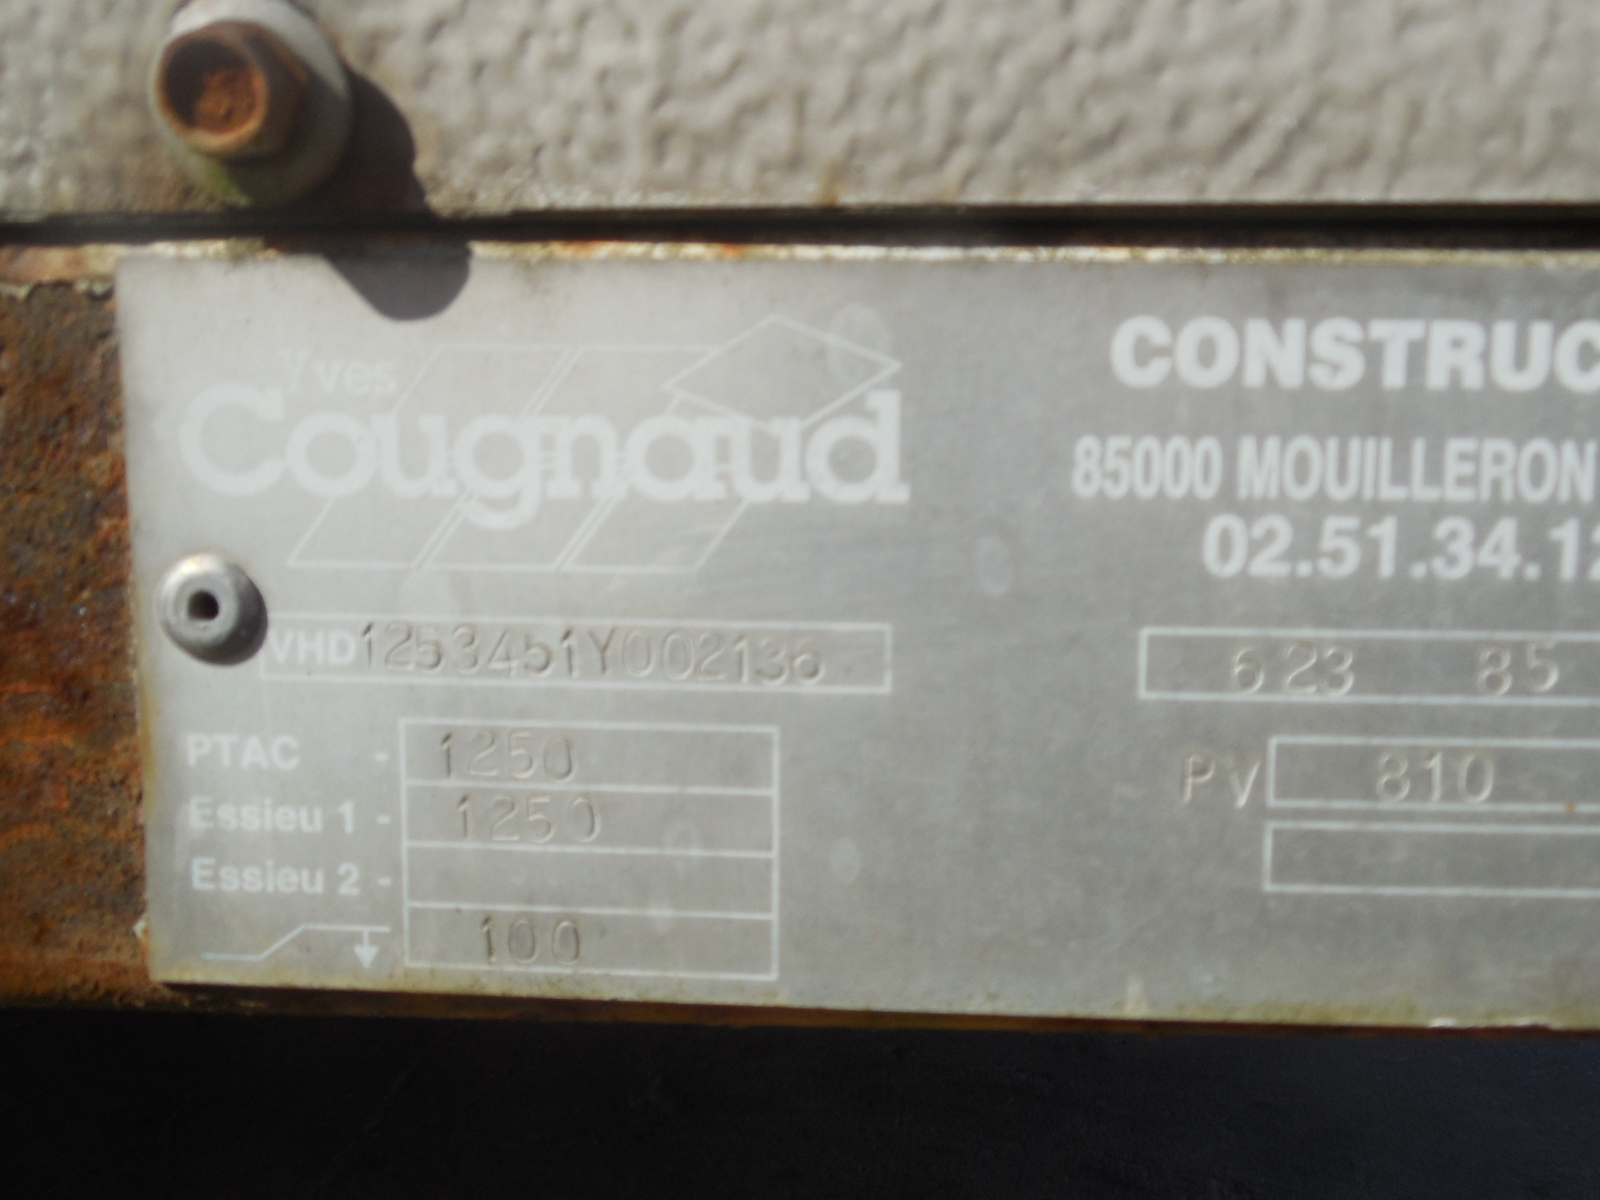 Yves
Cougnaud
CONSTRUC
85000 MOUILLERON
02.51.34.12
VHD1253451Y002136
623 85
PTAC - 1250
PV 810
Essieu 1 - 1250
Essieu 2 -
100